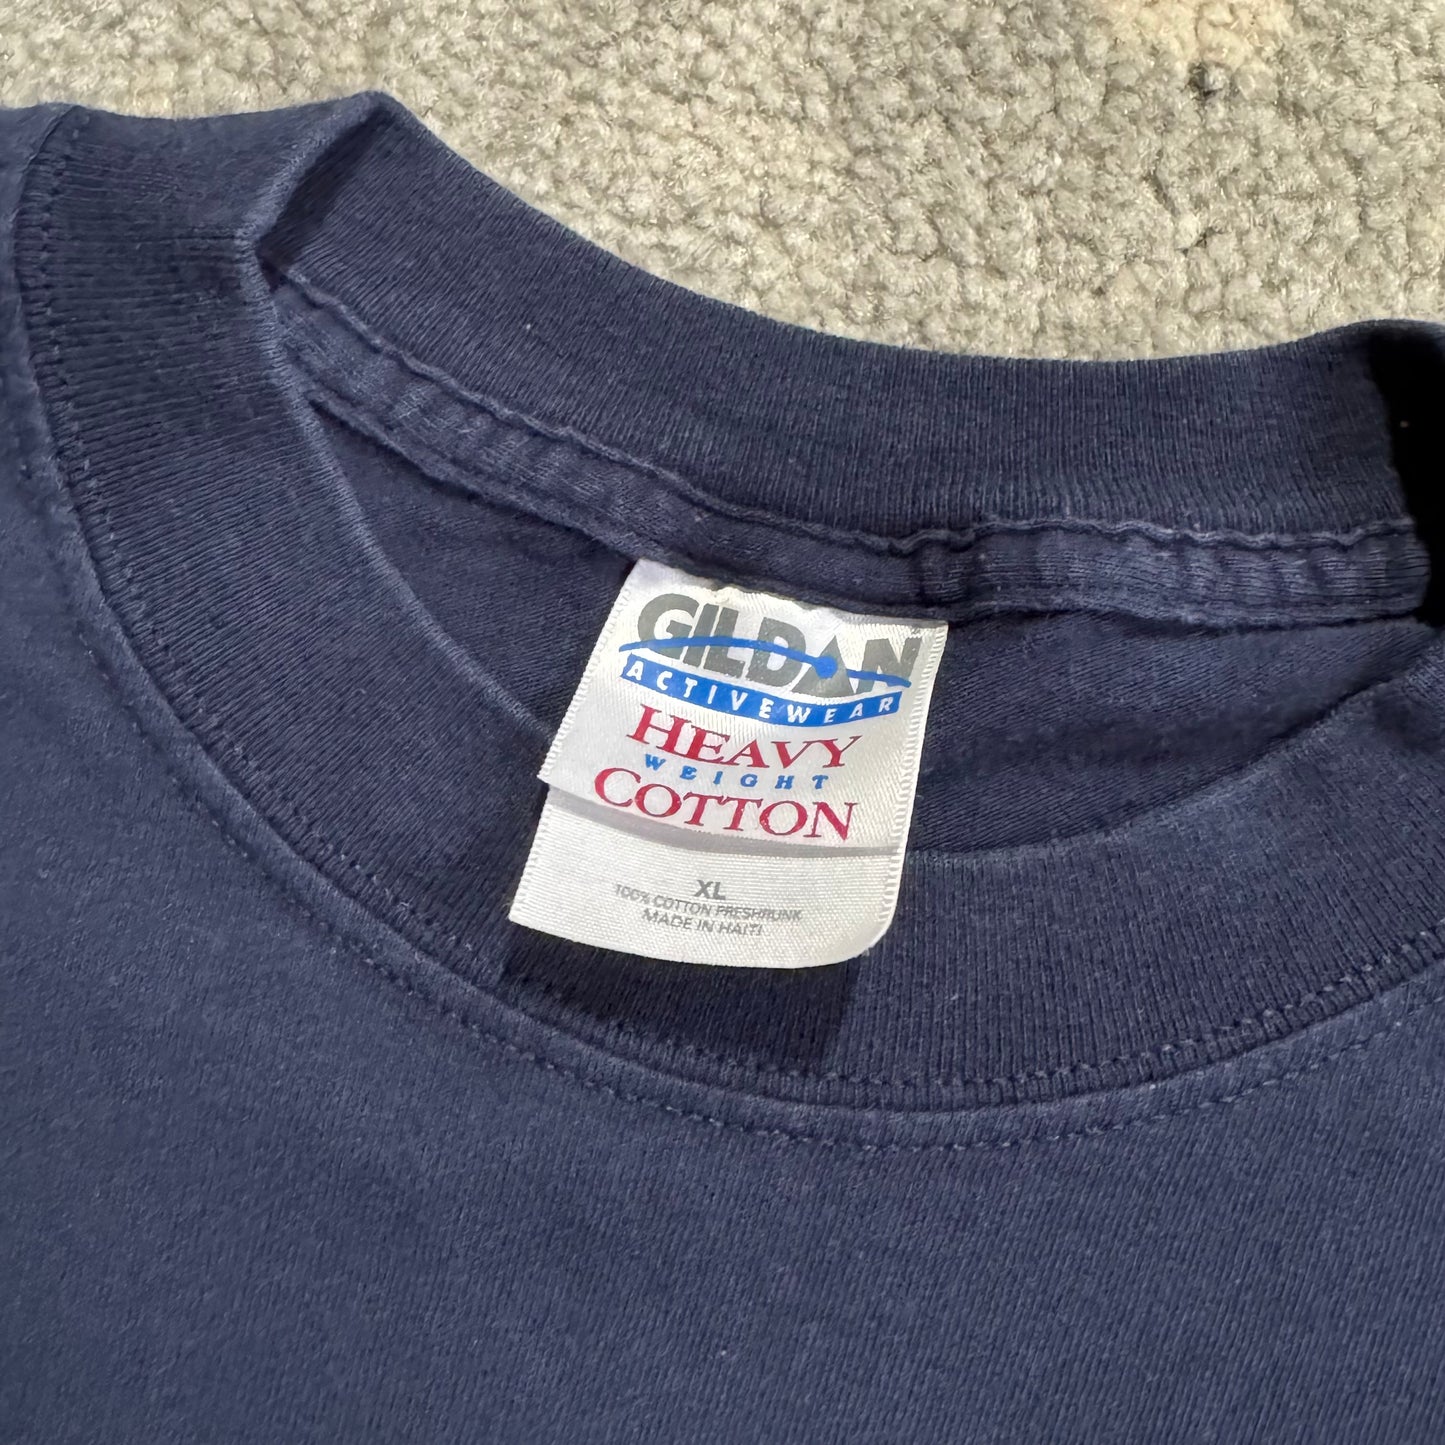 GILDAN
ACTIVEWEAR
HEAVY
WEIGHT
COTTON
XL
100% COTTON PRESHRUNK
MADE IN HAITI